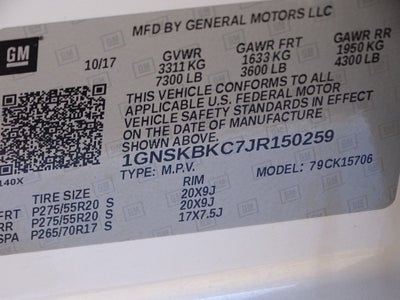 MFD BY GENERAL MOTORS LLC
GM
10/17 GVWR GAWR FRT GAWR RR
3311 KG 1633 KG 1950 KG
7300 LB 3600 LB 4300 LB
THIS VEHICLE CONFORMS TO ALL
APPLICABLE U.S. FEDERAL MOTOR
VEHICLE SAFETY STANDARDS IN EFFECT
ON THE DATE OF MANUFACTURE
SHOWN ABOVE.
1GNSKBKC7JR150259
140X TYPE: M.P.V. MODEL: 79CK15706
TIRE SIZE RIM
FRT P275/55R20 S 20X9J
RR P275/55R20 S 20X9J
SPA P265/70R17 S 17X7.5J